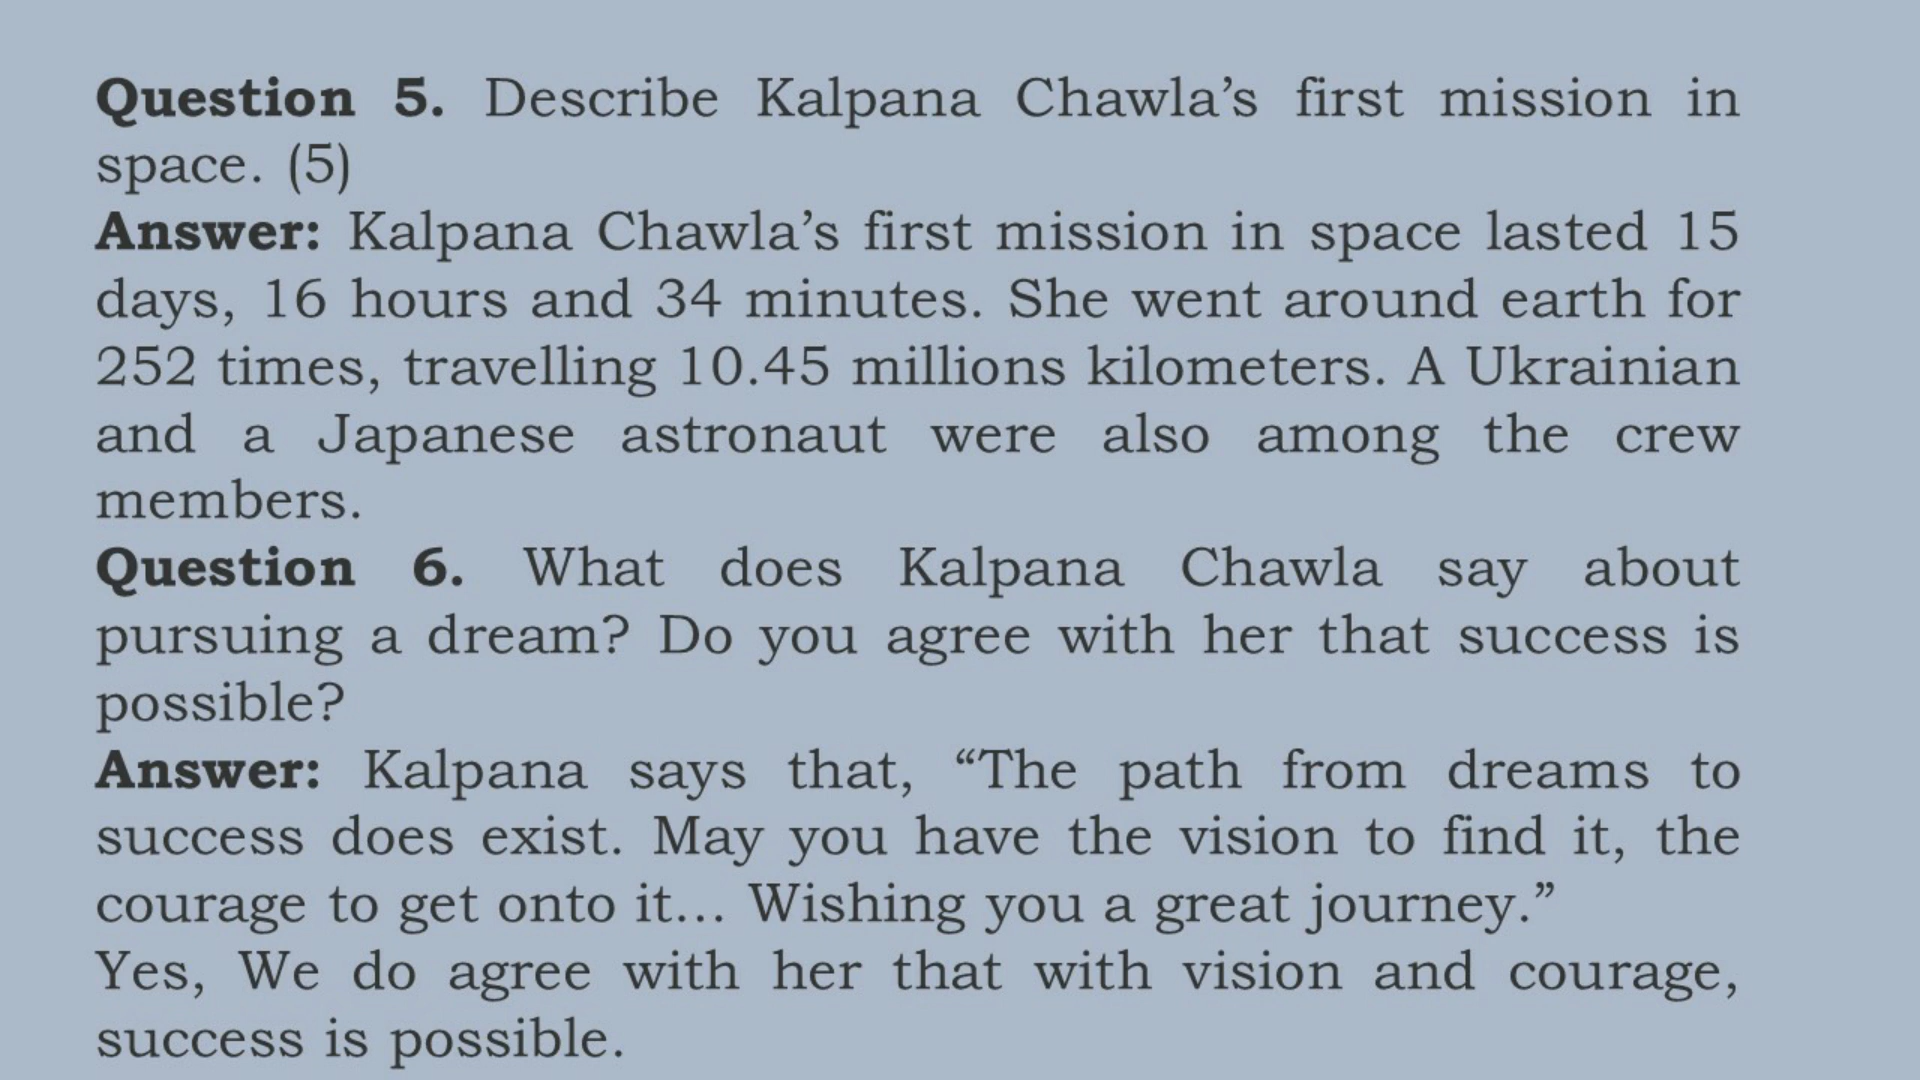 Question 5. Describe Kalpana Chawla’s first mission in
space. (5)
Answer: Kalpana Chawla’s first mission in space lasted 15
days, 16 hours and 34 minutes. She went around earth for
252 times, travelling 10.45 millions kilometers. A Ukrainian
and a Japanese astronaut were also among the crew
members.
Question 6. What does Kalpana Chawla say about
pursuing a dream? Do you agree with her that success is
possible?
Answer: Kalpana says that, “The path from dreams to
success does exist. May you have the vision to find it, the
courage to get onto it… Wishing you a great journey.”
Yes, We do agree with her that with vision and courage,
success is possible.